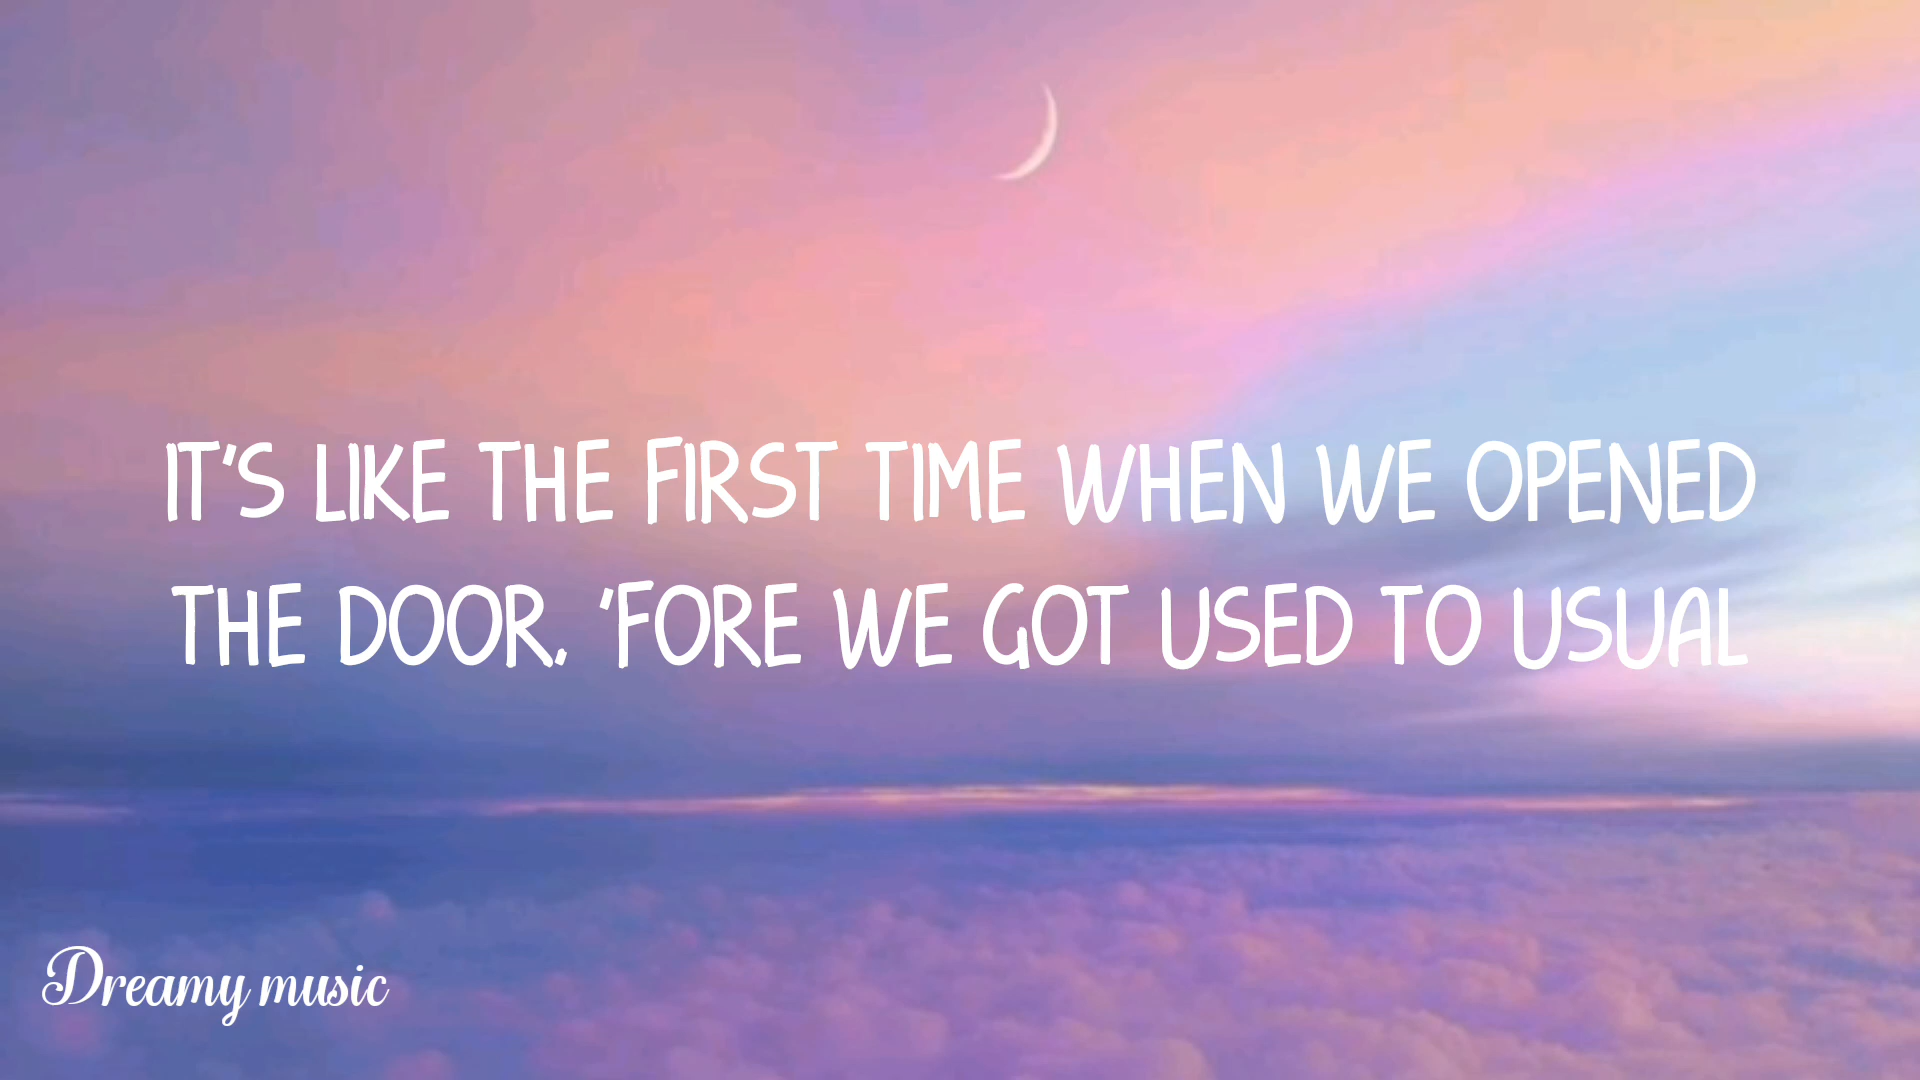 IT'S LIKE THE FIRST TIME WHEN WE OPENED
THE DOOR, 'FORE WE GOT USED TO USUAL
Dreamy music